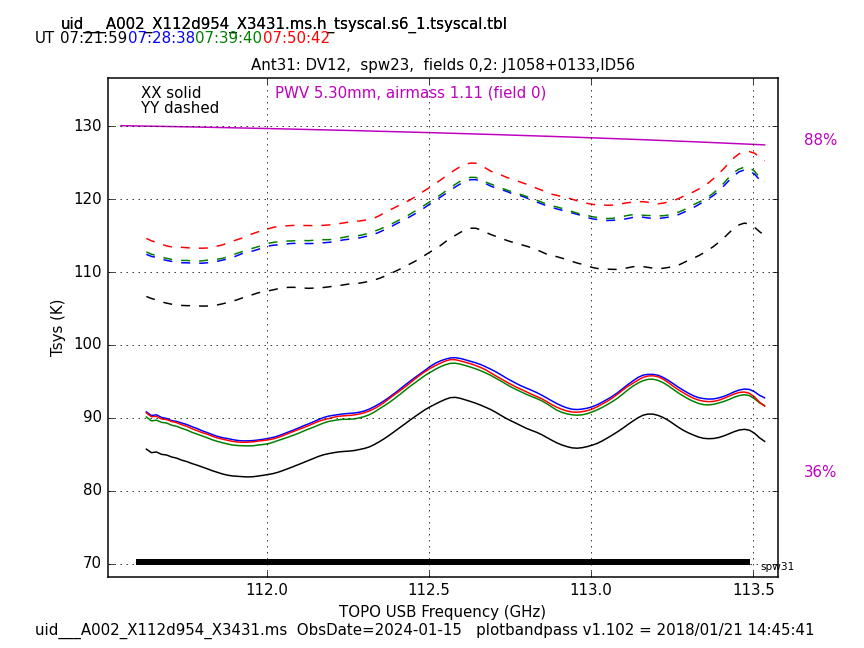 uid___A002_X112d954_X3431.ms.h_tsyscal.s6_1.tsyscal.tbl
UT 07:21:59 07:28:38 07:39:40 07:50:42
Ant31: DV12,  spw23,  fields 0,2: J1058+0133,ID56
XX solid
YY dashed
PWV 5.30mm, airmass 1.11 (field 0)
130
120
110
100
90
80
70
Tsys (K)
88%
36%
spw31
112.0 112.5 113.0 113.5
TOPO USB Frequency (GHz)
uid___A002_X112d954_X3431.ms  ObsDate=2024-01-15   plotbandpass v1.102 = 2018/01/21 14:45:41